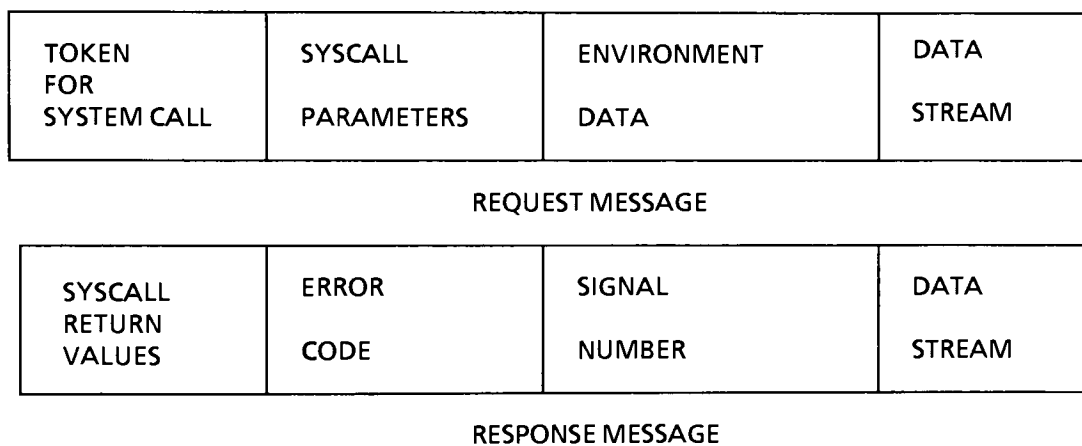 TOKEN
FOR
SYSTEM CALL
SYSCALL
PARAMETERS
ENVIRONMENT
DATA
DATA
STREAM
REQUEST MESSAGE
SYSCALL
RETURN
VALUES
ERROR
CODE
SIGNAL
NUMBER
DATA
STREAM
RESPONSE MESSAGE